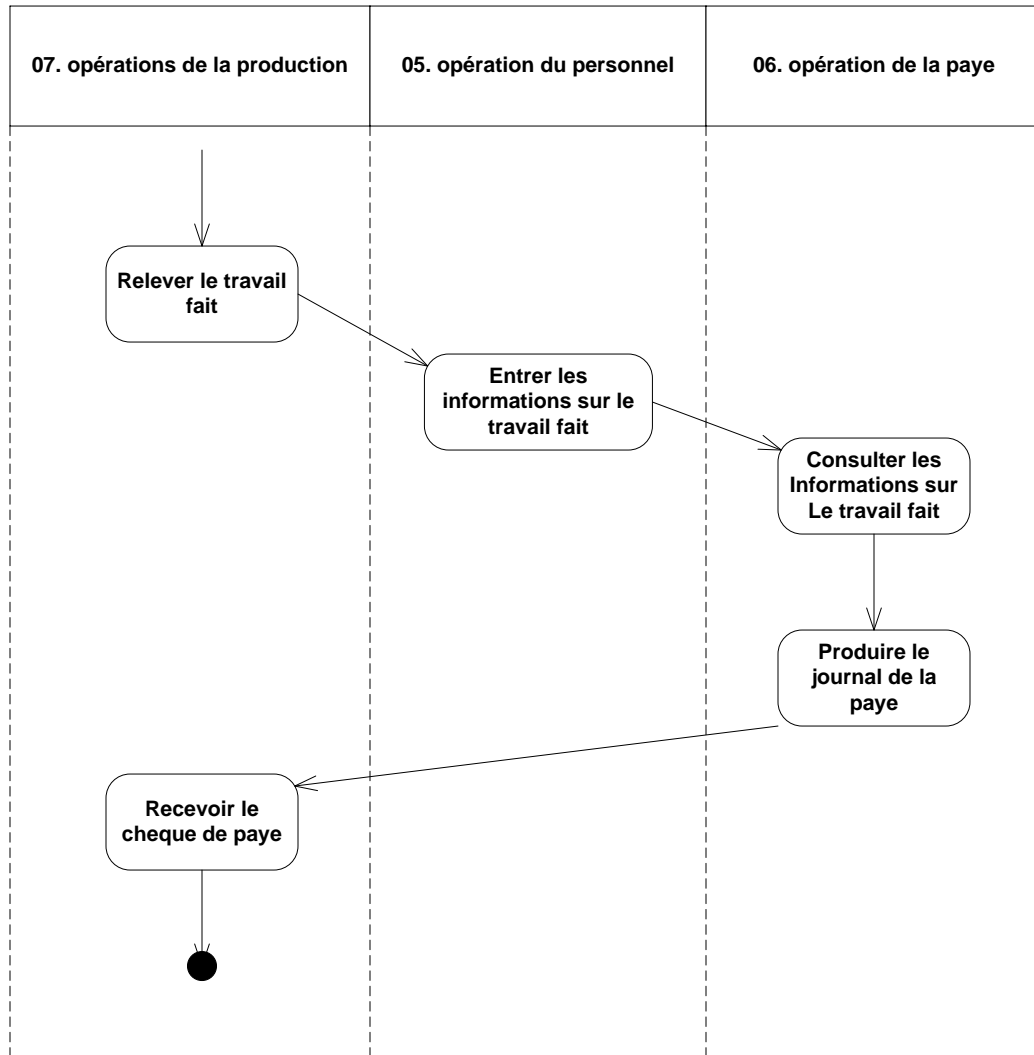 07. opérations de la production
05. opération du personnel
06. opération de la paye
Relever le travail
fait
Entrer les
informations sur le
travail fait
Consulter les
Informations sur
Le travail fait
Produire le
journal de la
paye
Recevoir le
cheque de paye